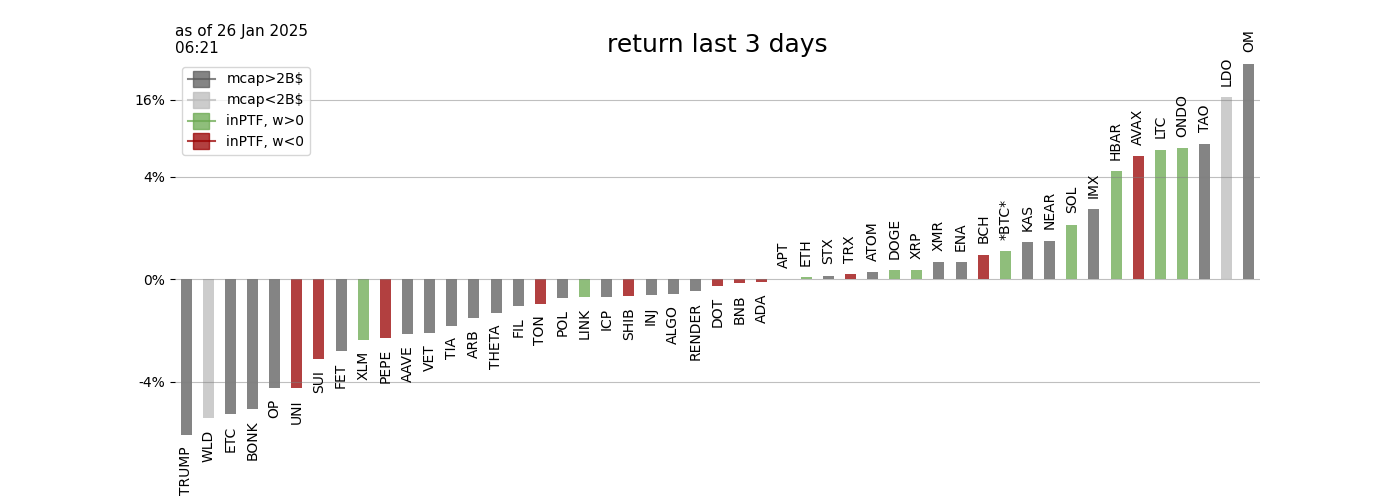 as of 26 Jan 2025
06:21
return last 3 days
mcap>2B$
mcap<2B$
inPTF, w>0
inPTF, w<0
16%
4%
0%
-4%
TRUMP
WLD
ETC
BONK
OP
UNI
SUI
FET
XLM
PEPE
AAVE
VET
TIA
ARB
THETA
FIL
TON
POL
LINK
ICP
SHIB
INJ
ALGO
RENDER
DOT
BNB
ADA
APT
ETH
STX
TRX
ATOM
DOGE
XRP
XMR
ENA
BCH
*BTC*
KAS
NEAR
SOL
IMX
HBAR
AVAX
LTC
ONDO
TAO
LDO
OM